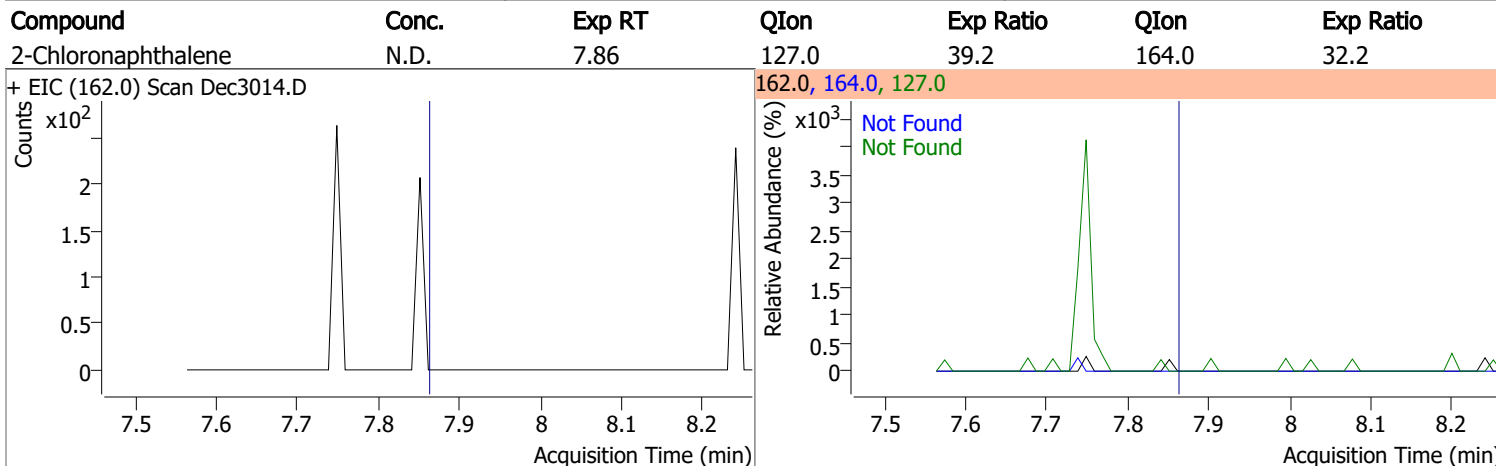 Compound Conc. Exp RT QIon Exp Ratio QIon Exp Ratio
2-Chloronaphthalene N.D. 7.86 127.0 39.2 164.0 32.2
+ EIC (162.0) Scan Dec3014.D
Counts
x10²
2
1.5
1
0.5
0
7.5 7.6 7.7 7.8 7.9 8 8.1 8.2
Acquisition Time (min)
162.0, 164.0, 127.0
Relative Abundance (%)
x10³
Not Found
Not Found
3.5
3
2.5
2
1.5
1
0.5
0
7.5 7.6 7.7 7.8 7.9 8 8.1 8.2
Acquisition Time (min)